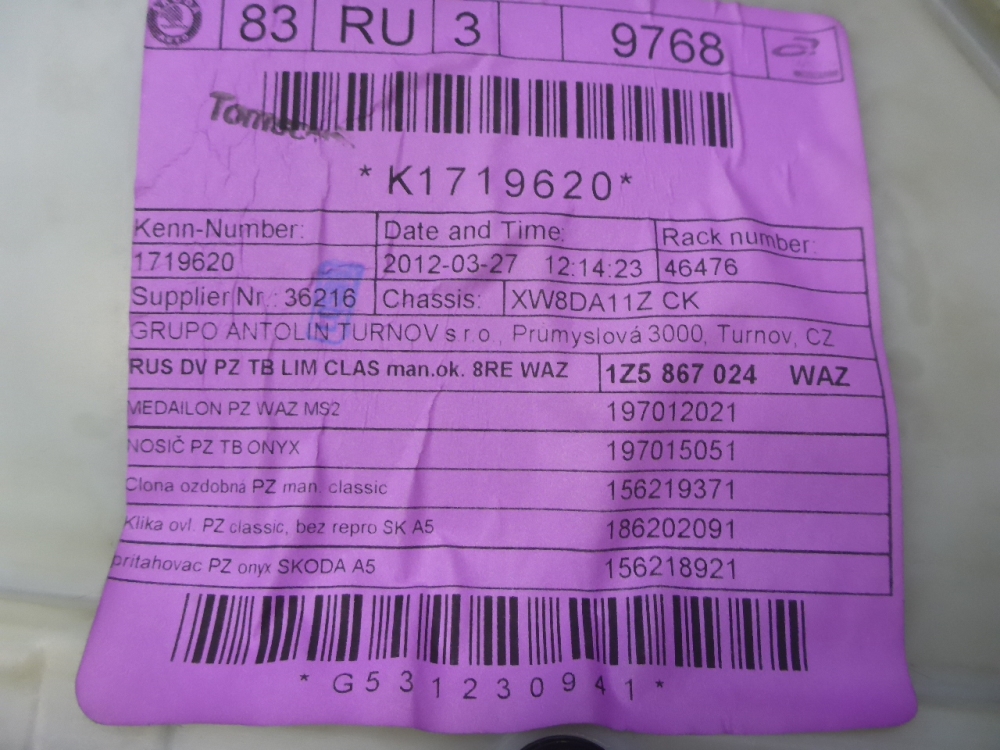 83 RU 3 9768
*K1719620*
Kenn-Number: Date and Time: Rack number:
1719620 2012-03-27 12:14:23 46476
Supplier Nr.: 36216 Chassis: XW8DA11Z CK
GRUPO ANTOLIN TURNOV s.r.o., Průmyslová 3000, Turnov, CZ
RUS DV PZ TB LIM CLAS man.ok. 8RE WAZ 1Z5 867 024 WAZ
MEDAILON PZ WAZ MS2 197012021
NOSIČ PZ TB ONYX 197015051
Clona ozdobná PZ man. classic 156219371
Klika ovl. PZ classic, bez repro SK A5 186202091
pritahovac PZ onyx SKODA A5 156218921
*G531230941*